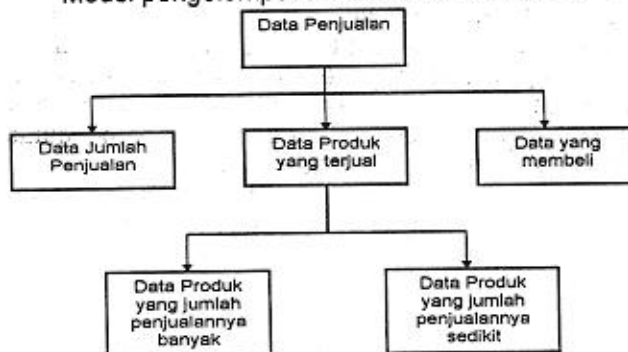 Model
Data Penjualan
Data Jumlah
Penjualan
Data Produk
yang terjual
Data yang
membeli
Data Produk
yang jumlah
penjualannya
banyak
Data Produk
yang jumlah
penjualannya
sedikit